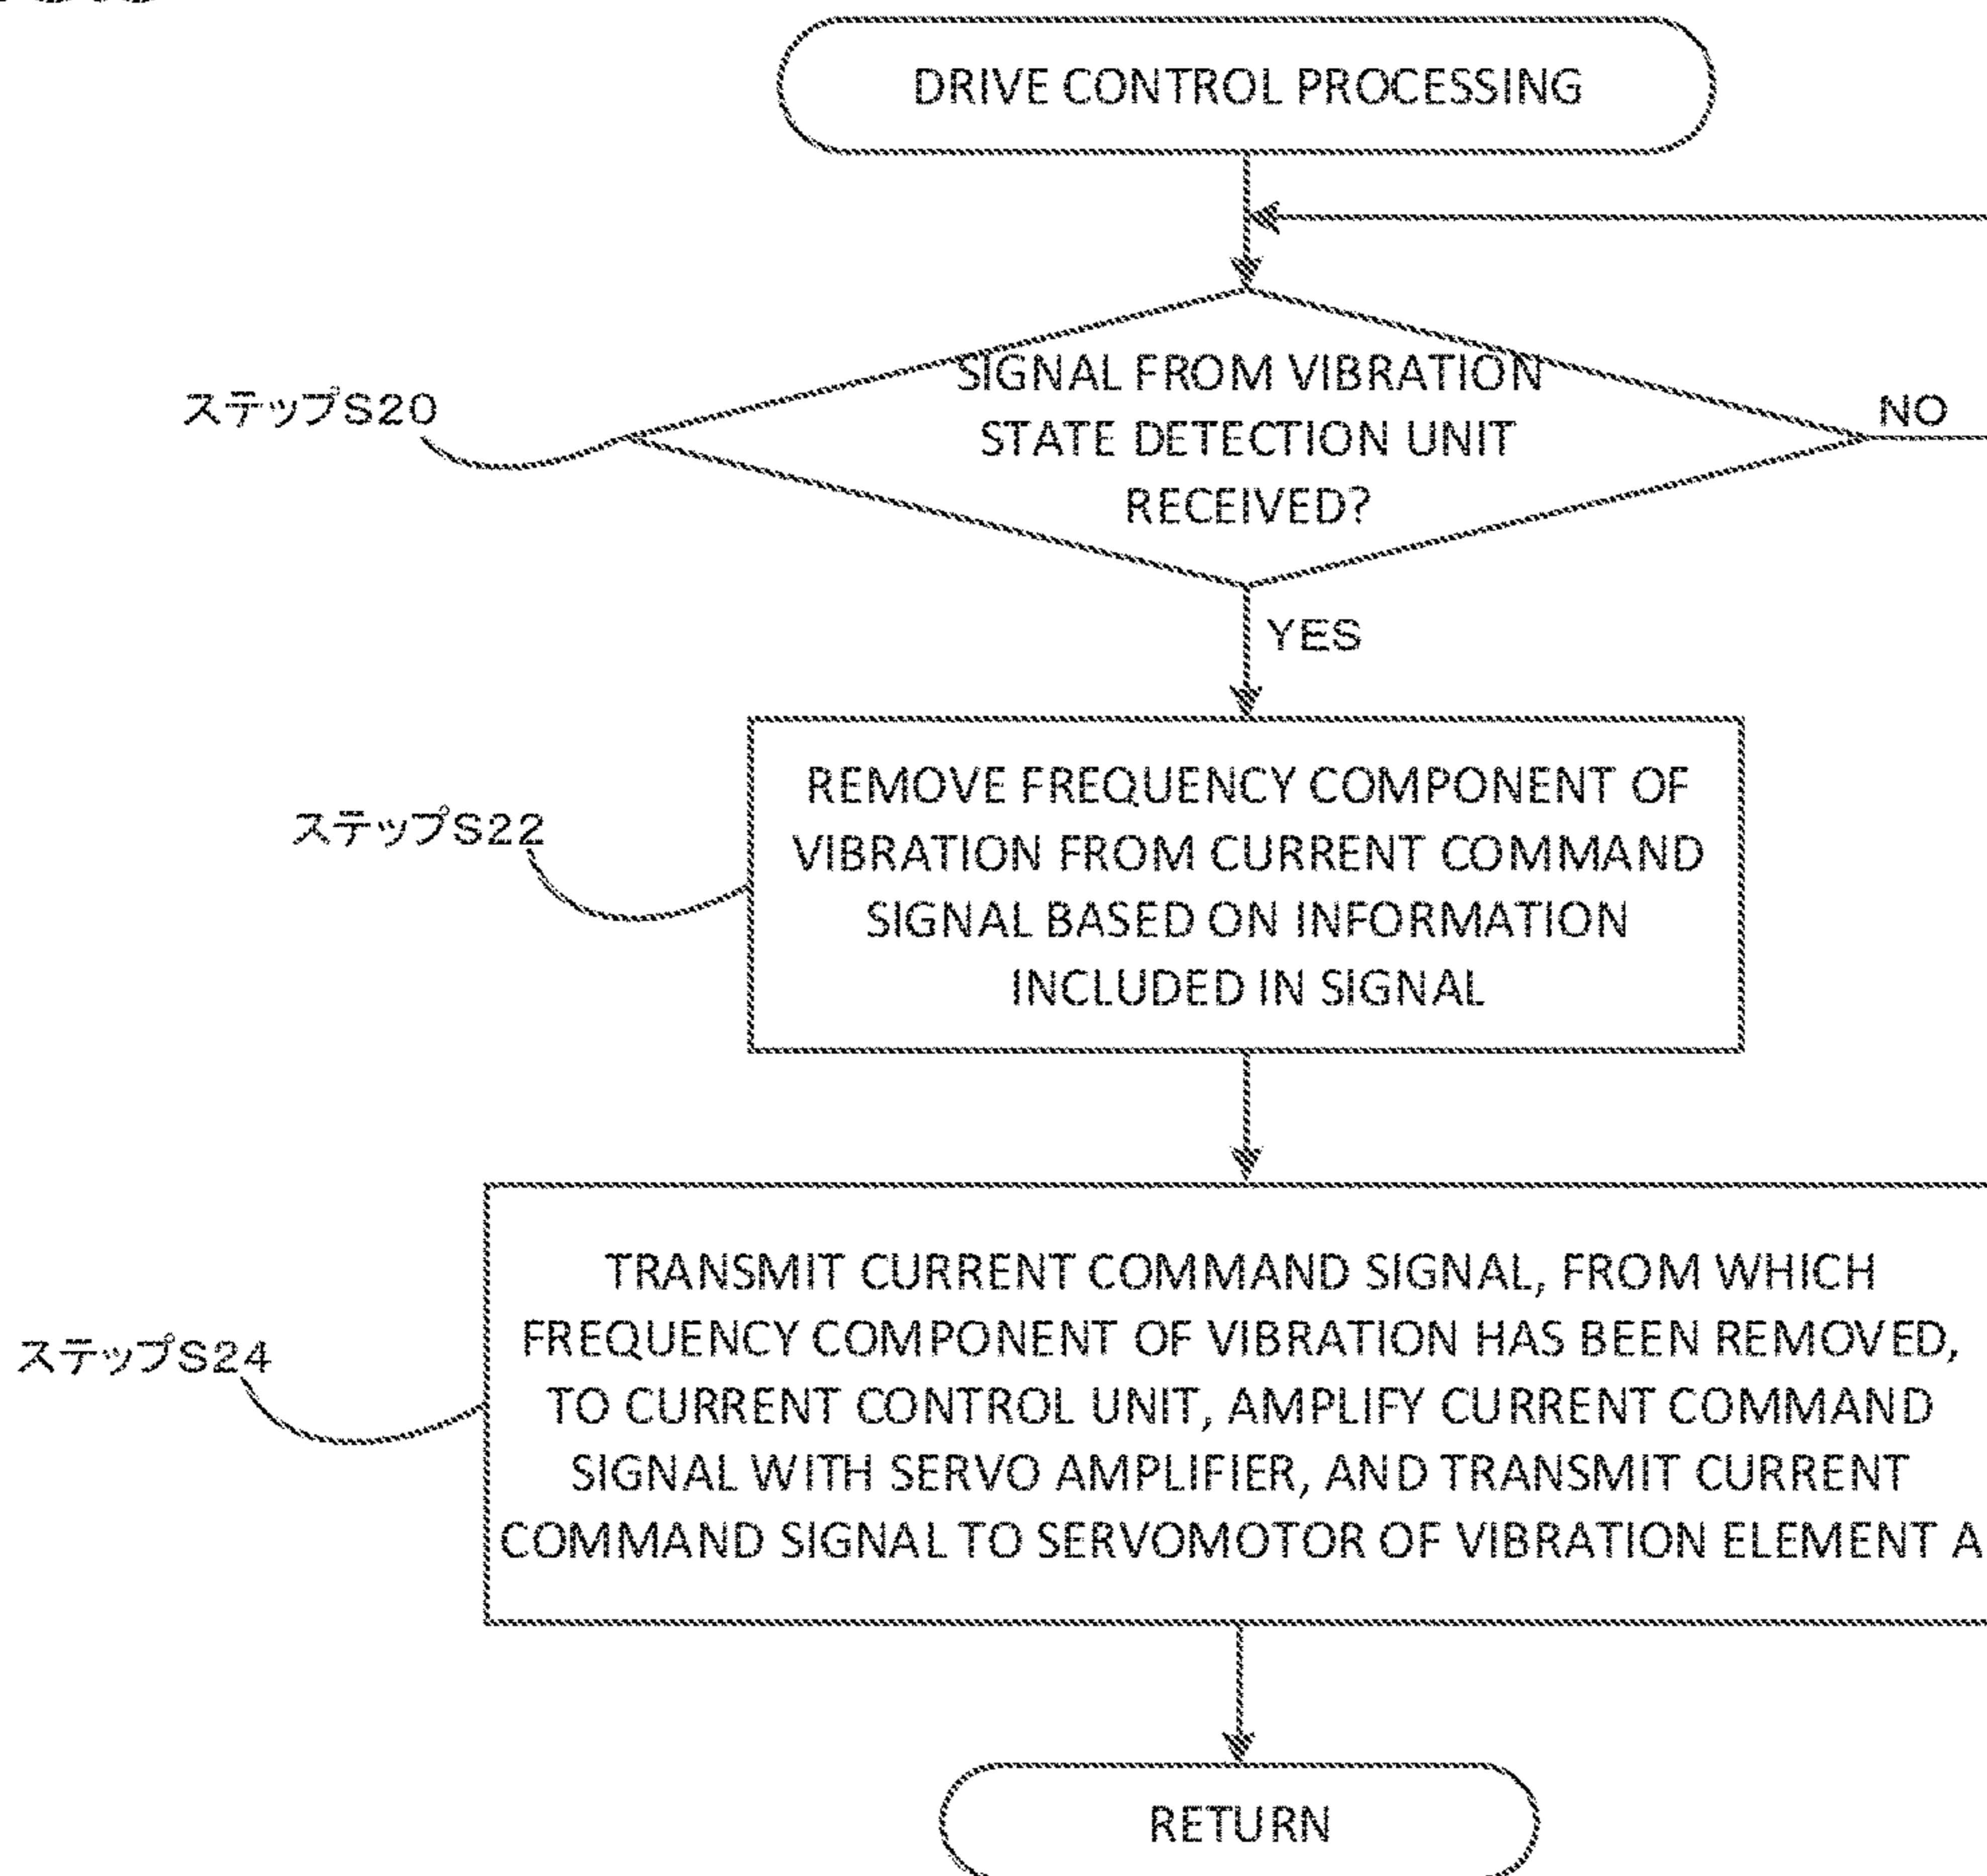 DRIVE CONTROL PROCESSING
ステップS20
SIGNAL FROM VIBRATION
STATE DETECTION UNIT
RECEIVED?
NO
YES
ステップS22
REMOVE FREQUENCY COMPONENT OF
VIBRATION FROM CURRENT COMMAND
SIGNAL BASED ON INFORMATION
INCLUDED IN SIGNAL
ステップS24
TRANSMIT CURRENT COMMAND SIGNAL, FROM WHICH
FREQUENCY COMPONENT OF VIBRATION HAS BEEN REMOVED,
TO CURRENT CONTROL UNIT, AMPLIFY CURRENT COMMAND
SIGNAL WITH SERVO AMPLIFIER, AND TRANSMIT CURRENT
COMMAND SIGNAL TO SERVOMOTOR OF VIBRATION ELEMENT A
RETURN